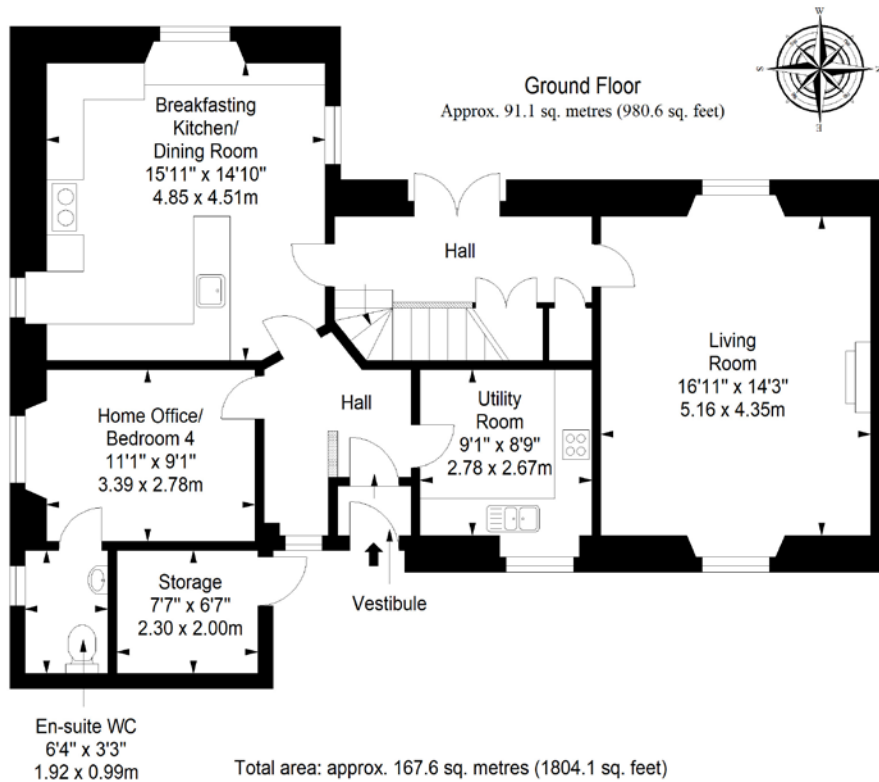 Ground Floor
Approx. 91.1 sq. metres (980.6 sq. feet)
W
S
N
E
Breakfasting
Kitchen/
Dining Room
15'11" x 14'10"
4.85 x 4.51m
Hall
Living
Room
16'11" x 14'3"
5.16 x 4.35m
Home Office/
Bedroom 4
11'1" x 9'1"
3.39 x 2.78m
Hall
Utility
Room
9'1" x 8'9"
2.78 x 2.67m
Storage
7'7" x 6'7"
2.30 x 2.00m
Vestibule
En-suite WC
6'4" x 3'3"
1.92 x 0.99m
Total area: approx. 167.6 sq. metres (1804.1 sq. feet)